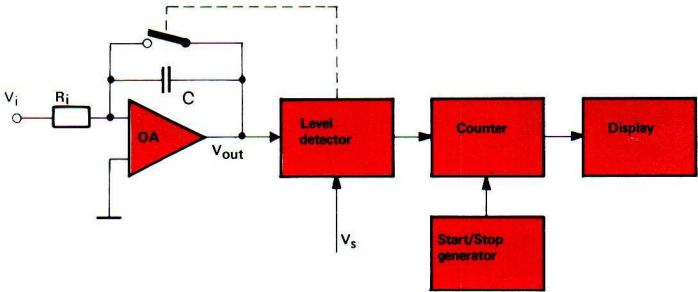 Vi
Ri
C
OA
Vout
Level
detector
Vs
Counter
Display
Start/Stop
generator